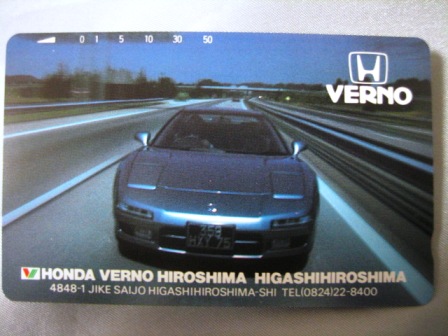 0 1 5 10 30 50
VERNO
HONDA VERNO HIROSHIMA HIGASHIHIROSHIMA
4848-1 JIKE SAIJO HIGASHIHIROSHIMA-SHI TEL(0824)22-8400